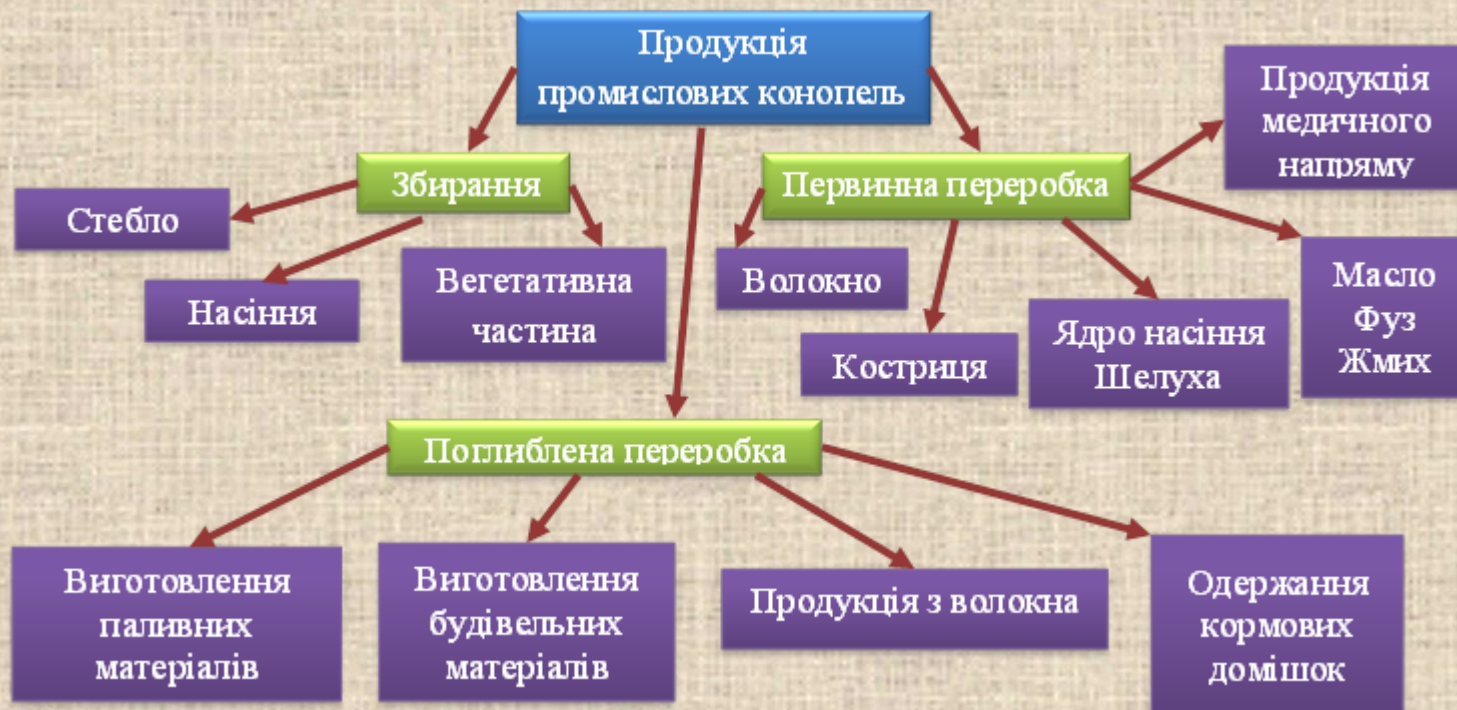 Продукція
промислових конопель
Продукція
медичного
напряму
Збирання
Первинна переробка
Стебло
Насіння
Вегетативна
частина
Волокно
Костриця
Ядро насіння
Шелуха
Масло
Фуз
Жмих
Поглиблена переробка
Виготовлення
паливних
матеріалів
Виготовлення
будівельних
матеріалів
Продукція з волокна
Одержання
кормових
домішок